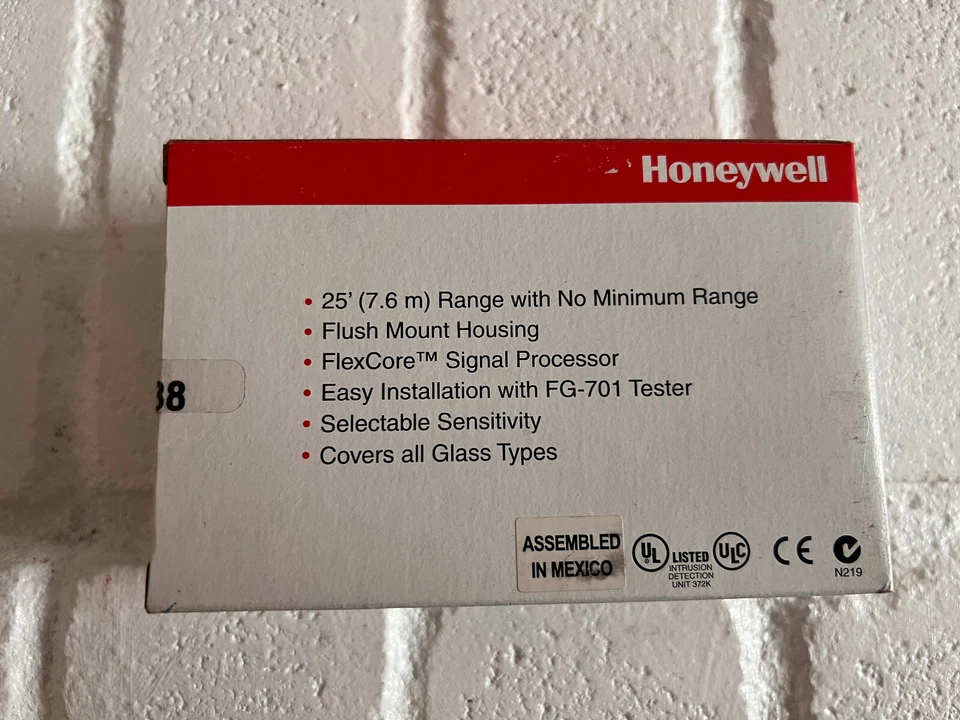 Honeywell
• 25' (7.6 m) Range with No Minimum Range
• Flush Mount Housing
• FlexCore™ Signal Processor
• Easy Installation with FG-701 Tester
• Selectable Sensitivity
• Covers all Glass Types
38
ASSEMBLED
IN MEXICO
UL
LISTED
INTRUSION
DETECTION
UNIT 372K
ULC
CE
N219